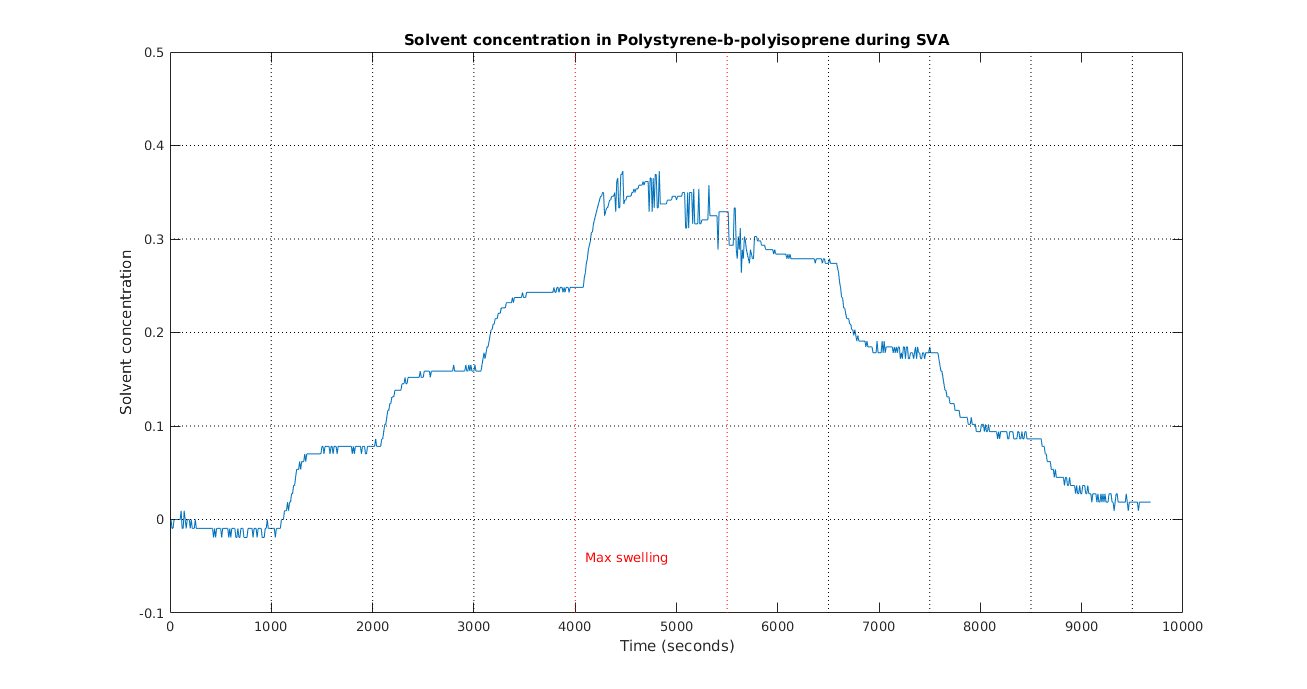 Solvent concentration in Polystyrene-b-polyisoprene during SVA
0.5
0.4
0.3
0.2
0.1
0
-0.1
Solvent concentration
Max swelling
0 1000 2000 3000 4000 5000 6000 7000 8000 9000 10000
Time (seconds)